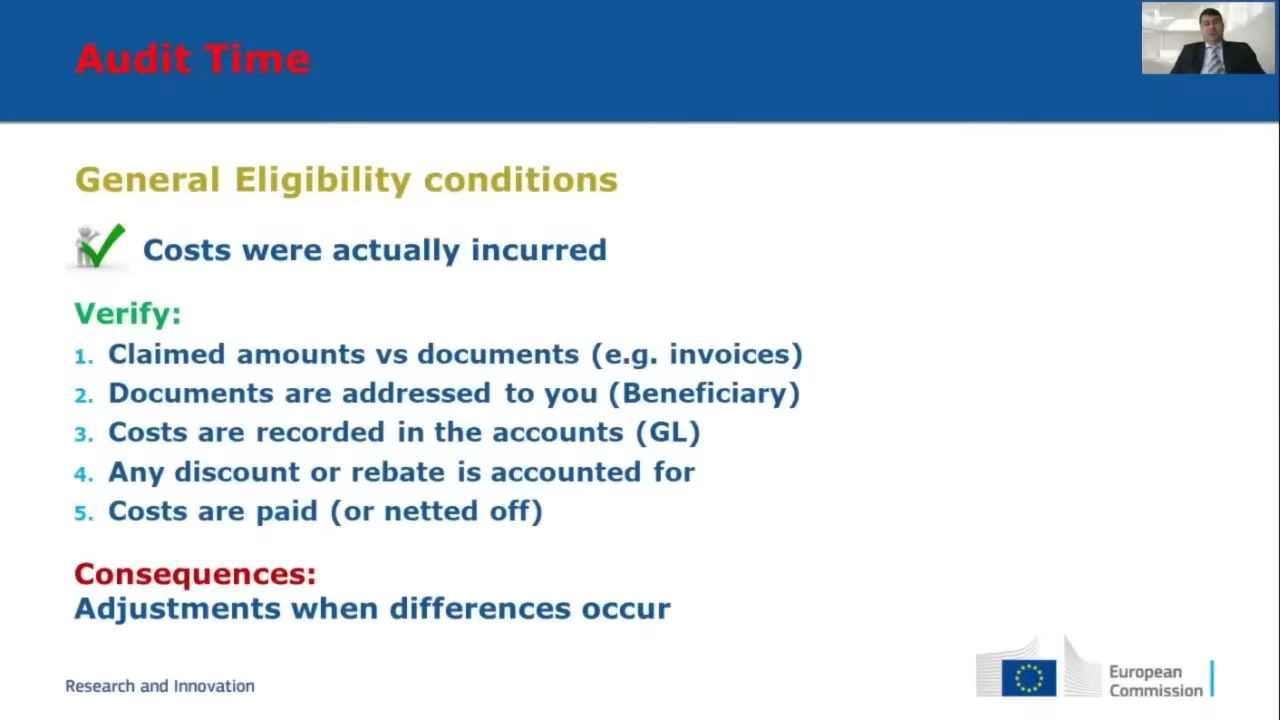 Audit Time
General Eligibility conditions
Costs were actually incurred
Verify:
1. Claimed amounts vs documents (e.g. invoices)
2. Documents are addressed to you (Beneficiary)
3. Costs are recorded in the accounts (GL)
4. Any discount or rebate is accounted for
5. Costs are paid (or netted off)
Consequences:
Adjustments when differences occur
Research and Innovation
European
Commission